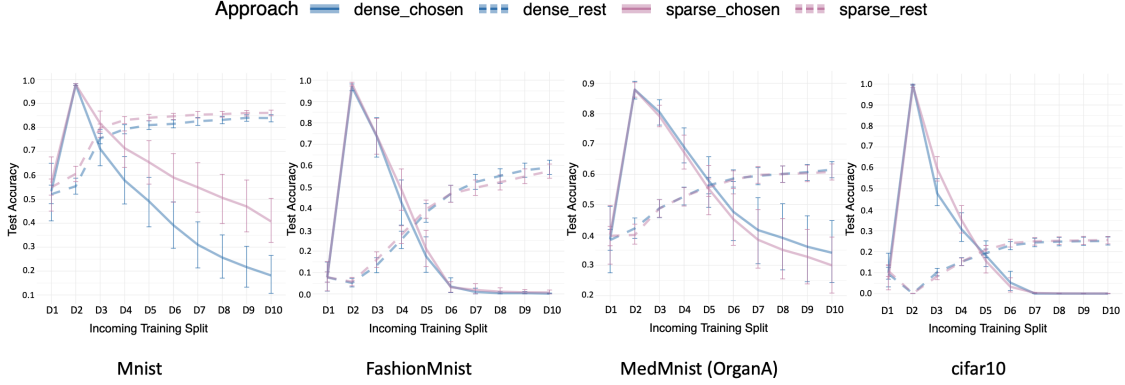 Approach dense_chosen dense_rest sparse_chosen sparse_rest
Test Accuracy
1.0
0.9
0.8
0.7
0.6
0.5
0.4
0.3
0.2
0.1
D1 D2 D3 D4 D5 D6 D7 D8 D9 D10
Incoming Training Split
Mnist
Test Accuracy
1.0
0.9
0.8
0.7
0.6
0.5
0.4
0.3
0.2
0.1
0.0
D1 D2 D3 D4 D5 D6 D7 D8 D9 D10
Incoming Training Split
FashionMnist
Test Accuracy
0.9
0.8
0.7
0.6
0.5
0.4
0.3
0.2
D1 D2 D3 D4 D5 D6 D7 D8 D9 D10
Incoming Training Split
MedMnist (OrganA)
Test Accuracy
1.0
0.9
0.8
0.7
0.6
0.5
0.4
0.3
0.2
0.1
0.0
D1 D2 D3 D4 D5 D6 D7 D8 D9 D10
Incoming Training Split
cifar10